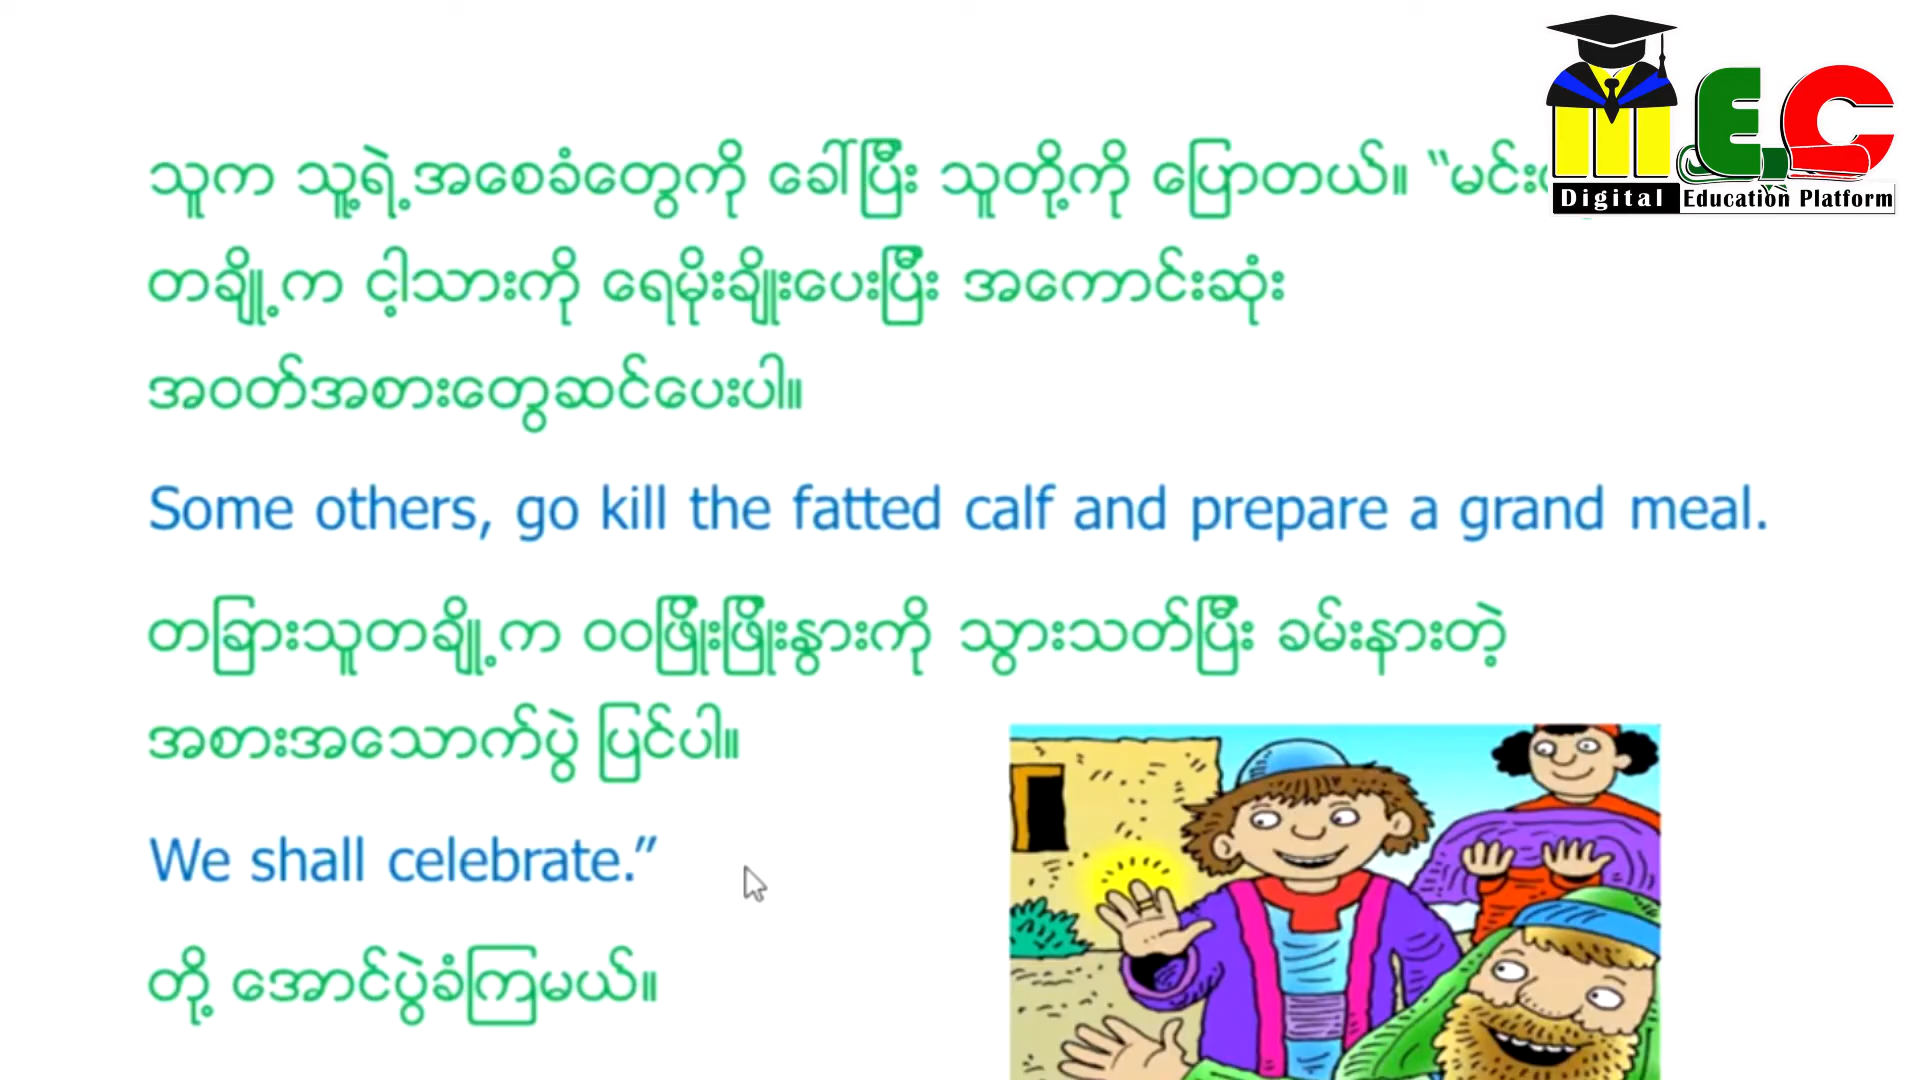 သူက သူ့ရဲ့အစေခံတွေကို ခေါ်ပြီး သူတို့ကို ပြောတယ်။ “မင်း
တချို့က ငါ့သားကို ရေမိုးချိုးပေးပြီး အကောင်းဆုံး
အဝတ်အစားတွေဆင်ပေးပါ။
Some others, go kill the fatted calf and prepare a grand meal.
တခြားသူတချို့က ဝဝဖြိုးဖြိုးနွားကို သွားသတ်ပြီး ခမ်းနားတဲ့
အစားအသောက်ပွဲ ပြင်ပါ။
We shall celebrate.”
တို့ အောင်ပွဲခံကြမယ်။
MEC
Digital Education Platform